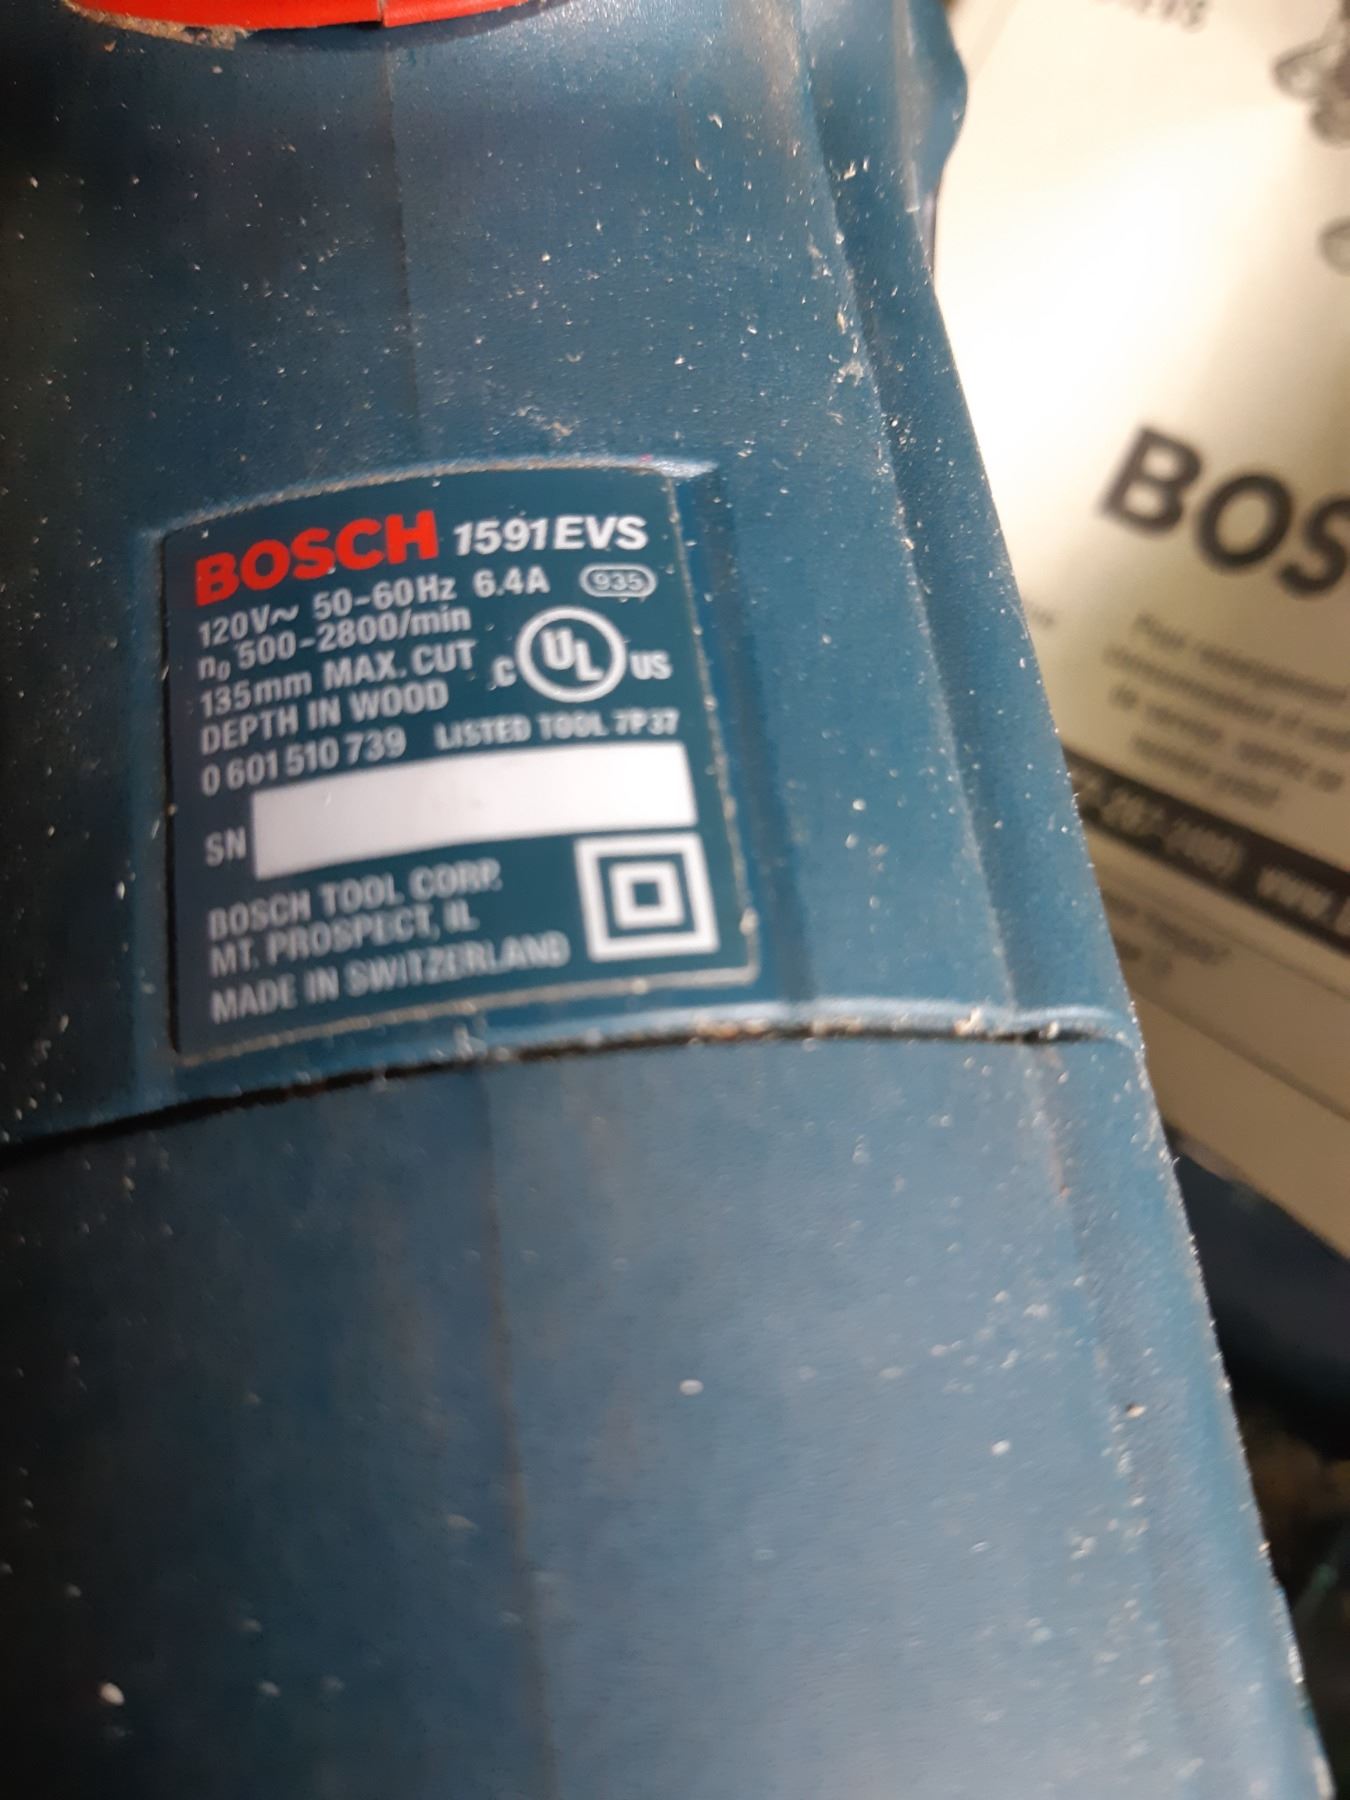 BOSCH 1591EVS
120V~ 50-60Hz 6.4A 935
n₀ 500-2800/min
135mm MAX. CUT
DEPTH IN WOOD
C UL US
0 601 510 739 LISTED TOOL 7P37
SN
BOSCH TOOL CORP.
MT. PROSPECT, IL
MADE IN SWITZERLAND
BOS